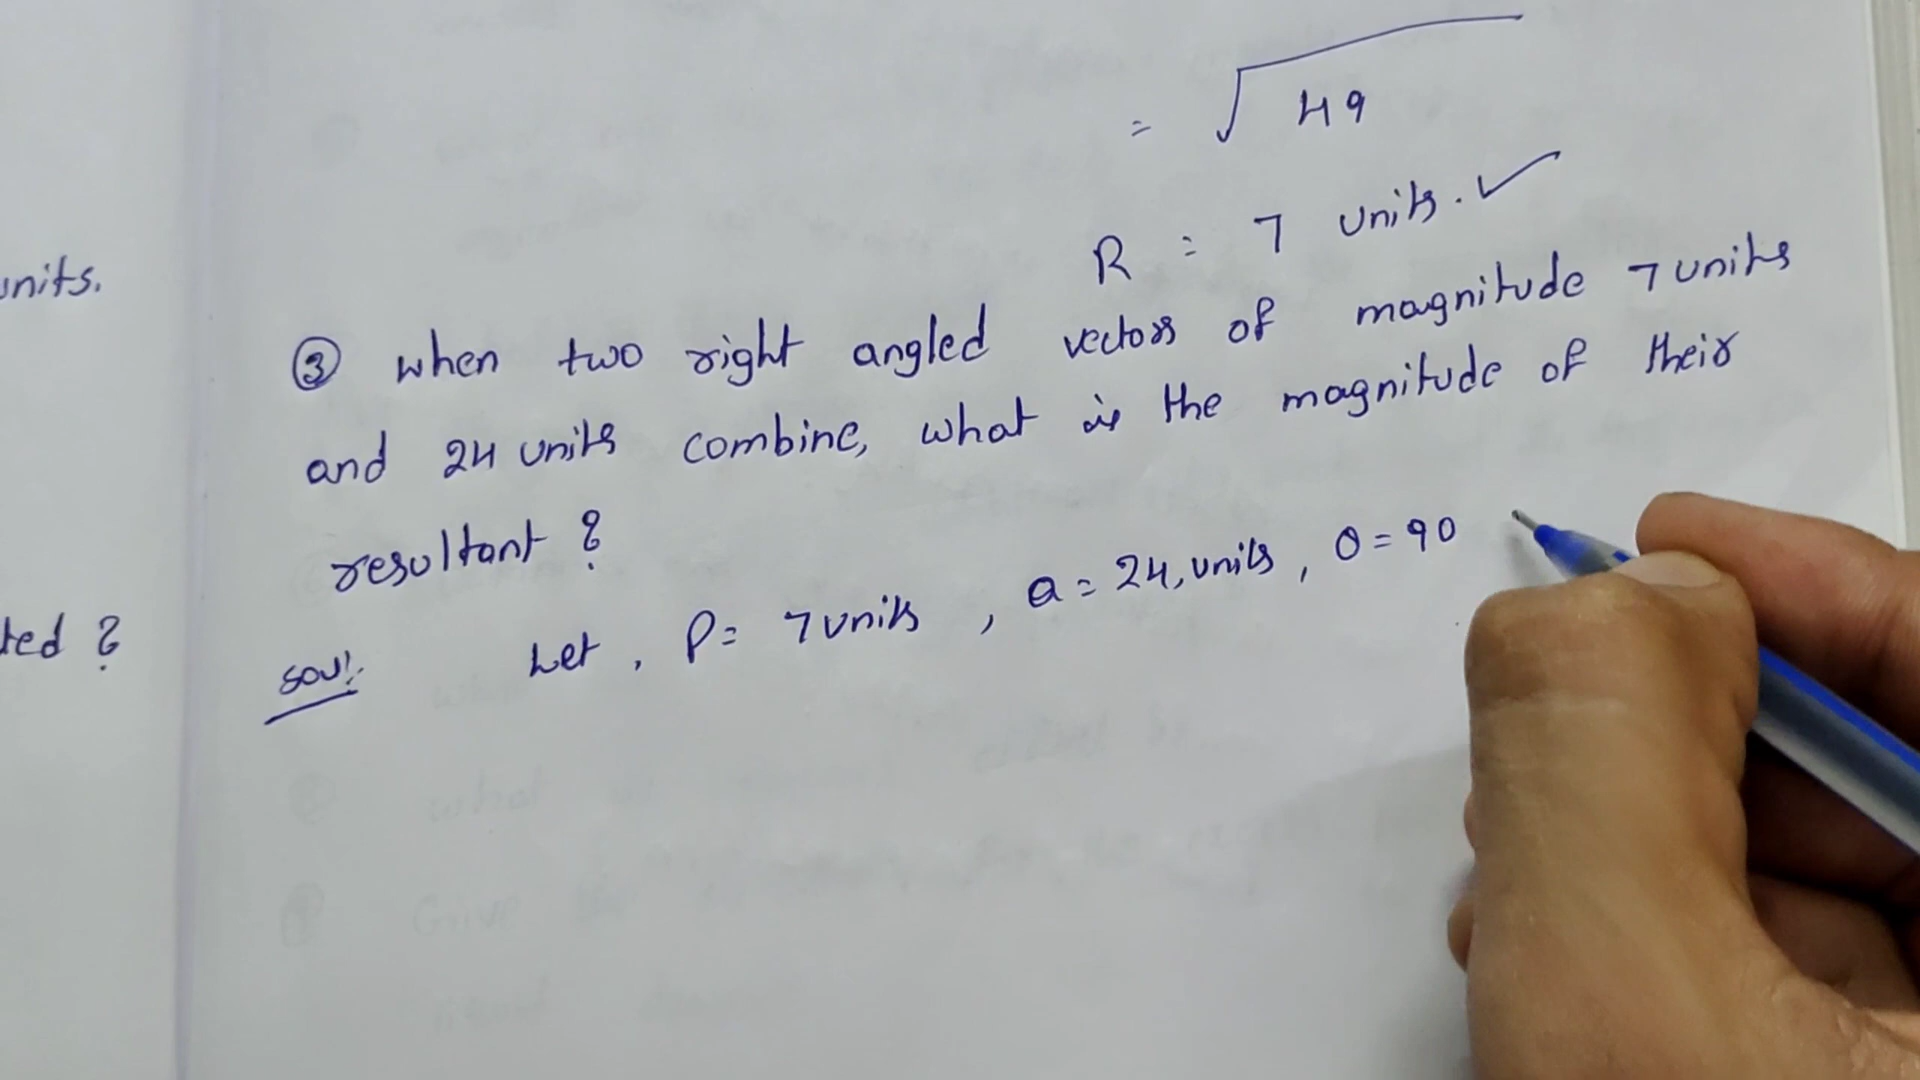 units.
ted ?
= √49
R = 7 units. ✓
③ when two right angled vectors of magnitude 7 units
and 24 units combine, what is the magnitude of their
resultant ?
Sol: Let, P = 7 units, Q = 24, units, θ = 90